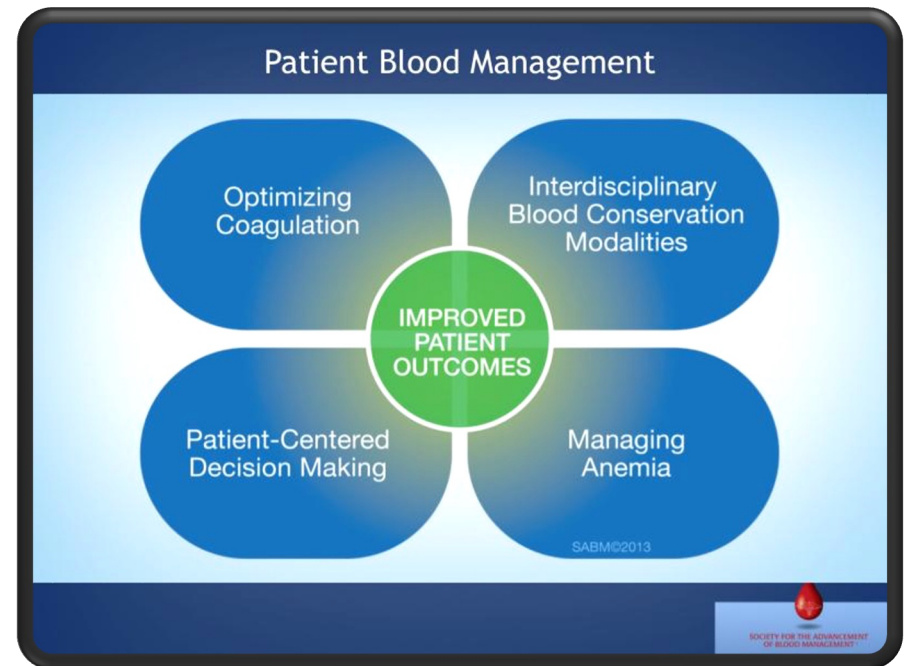 Patient Blood Management
Optimizing
Coagulation
Interdisciplinary
Blood Conservation
Modalities
IMPROVED
PATIENT
OUTCOMES
Patient-Centered
Decision Making
Managing
Anemia
SABM©2013
SOCIETY FOR THE ADVANCEMENT
OF BLOOD MANAGEMENT